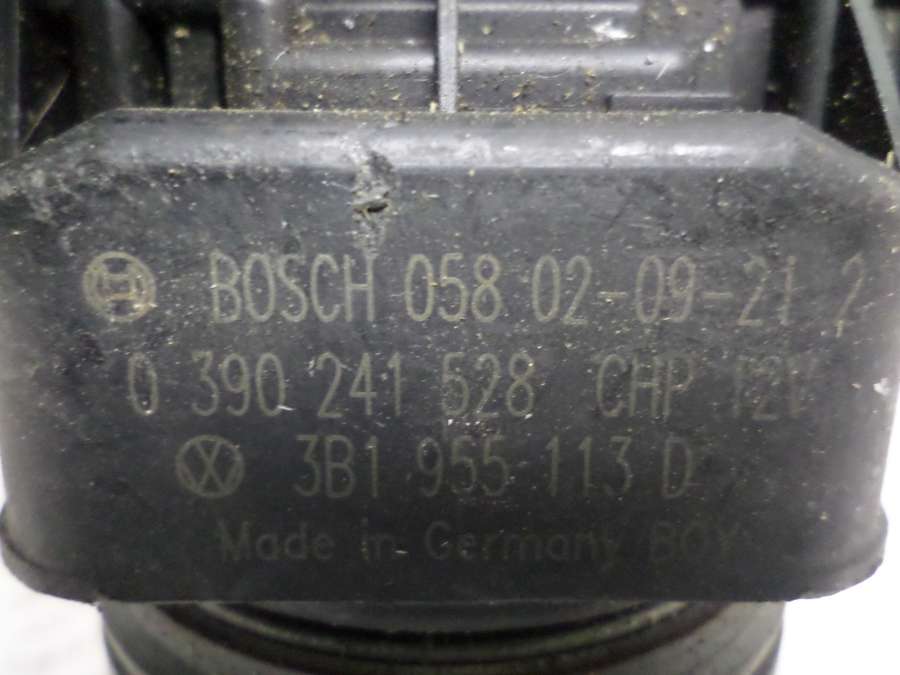 BOSCH 058 02-09-21 2
0 390 241 528 CHP 12V
3B1 955 113 D
Made in Germany BOY